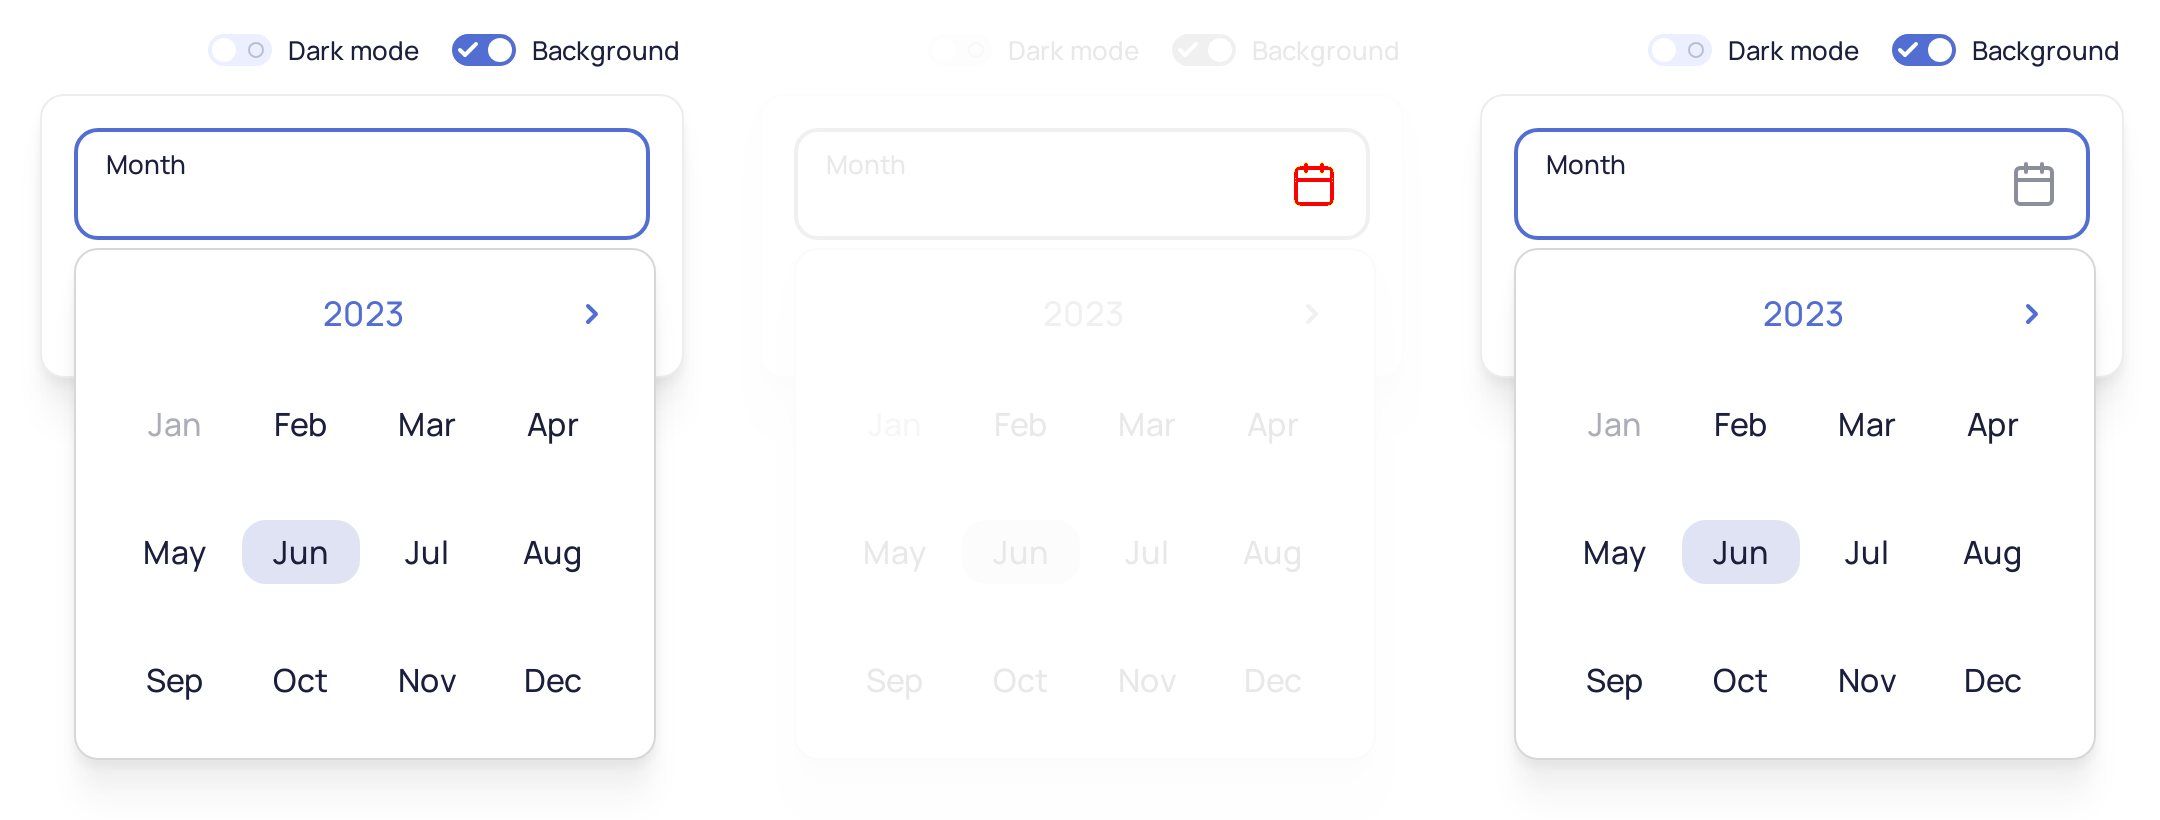 Dark mode Background Dark mode Background Dark mode Background
Month Month Month
2023 2023 2023
Jan Feb Mar Apr Jan Feb Mar Apr Jan Feb Mar Apr
May Jun Jul Aug May Jun Jul Aug May Jun Jul Aug
Sep Oct Nov Dec Sep Oct Nov Dec Sep Oct Nov Dec